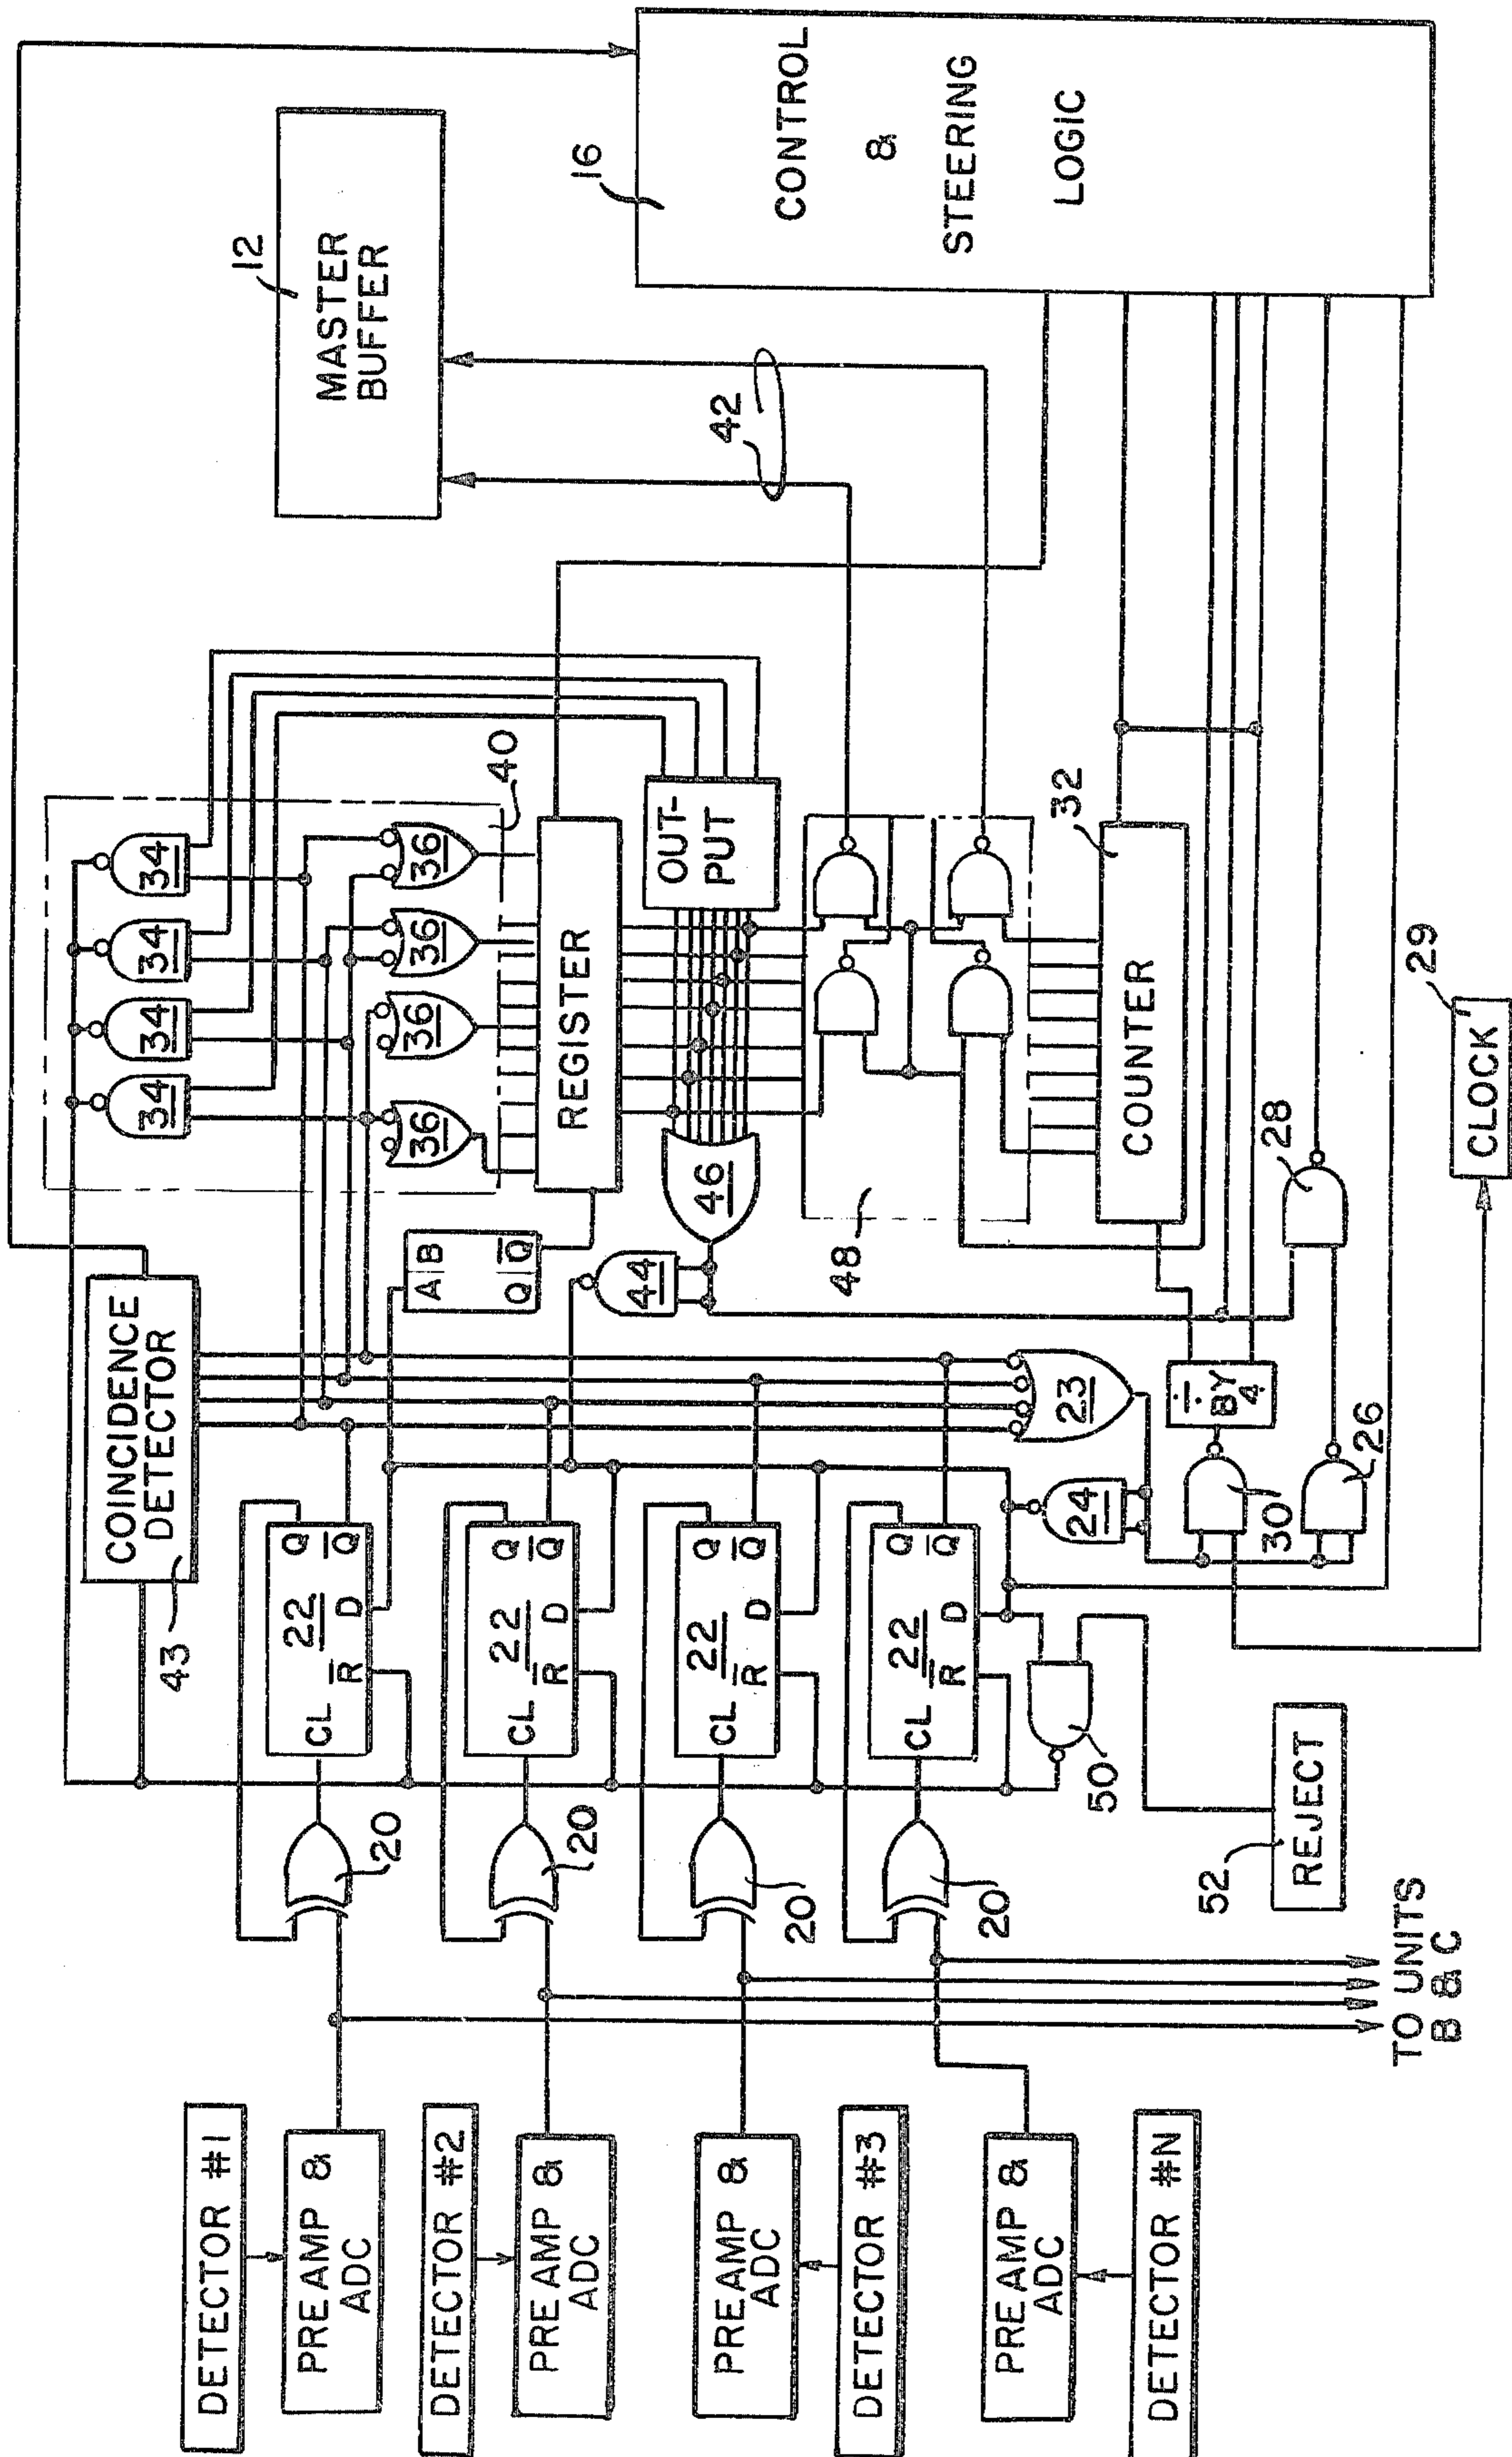 DETECTOR #1
PRE AMP &
ADC
DETECTOR #2
PRE AMP &
ADC
PRE AMP &
ADC
DETECTOR #3
PRE AMP &
ADC
DETECTOR #N
TO UNITS
B & C
20
20
20
20
52
REJECT
50
43
COINCIDENCE
DETECTOR
22
CL
R
D
Q
Q
22
CL
R
D
Q
Q
22
CL
R
D
Q
Q
22
CL
R
D
Q
Q
24
23
30
26
÷
BY
4
28
29
CLOCK
A B
Q Q
44
46
48
34
34
34
34
36
36
36
36
40
REGISTER
OUT-
PUT
COUNTER
32
42
12
MASTER
BUFFER
16
CONTROL
&
STEERING
LOGIC